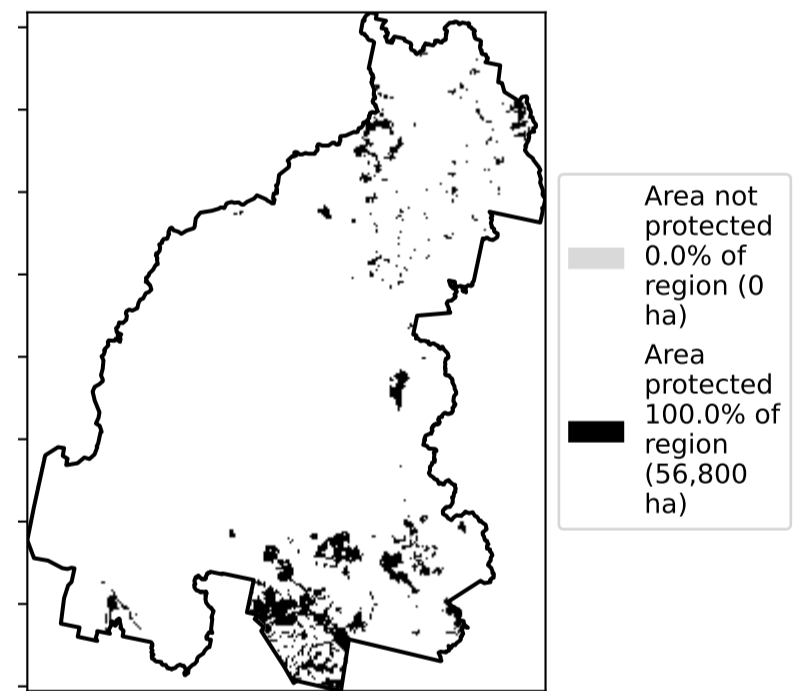 Area not
protected
0.0% of
region (0
ha)
Area
protected
100.0% of
region
(56,800
ha)